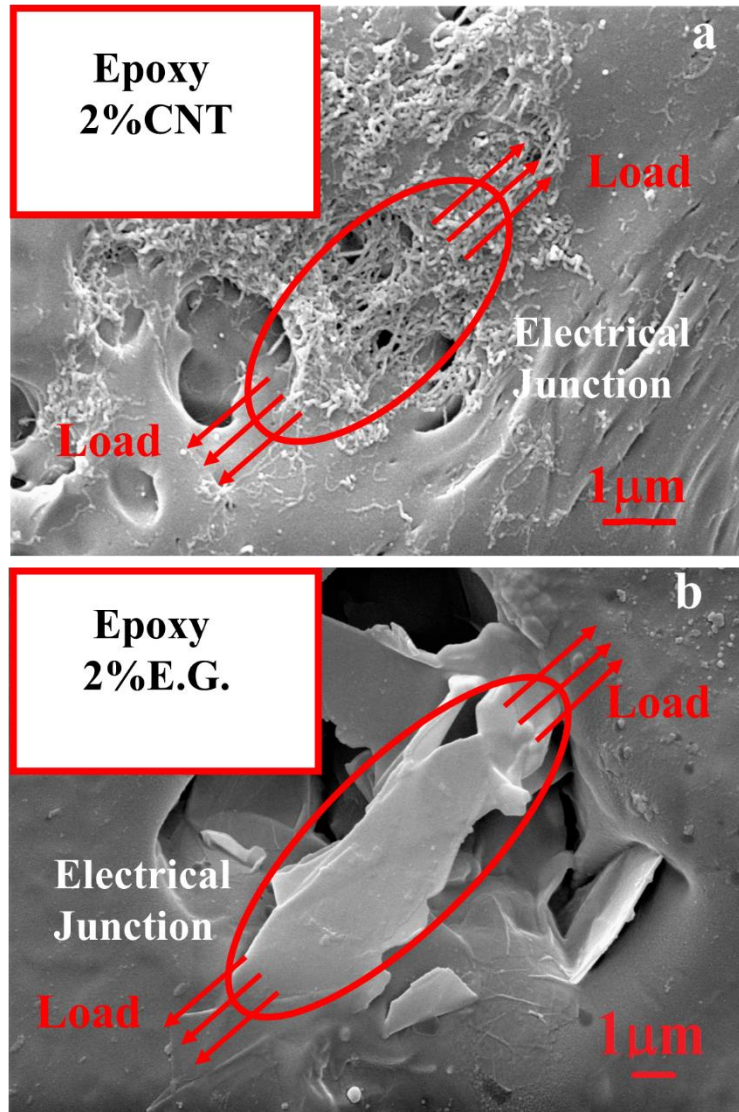 a
Epoxy
2%CNT
Load
Electrical
Junction
Load
1μm
b
Epoxy
2%E.G.
Load
Electrical
Junction
Load
1μm